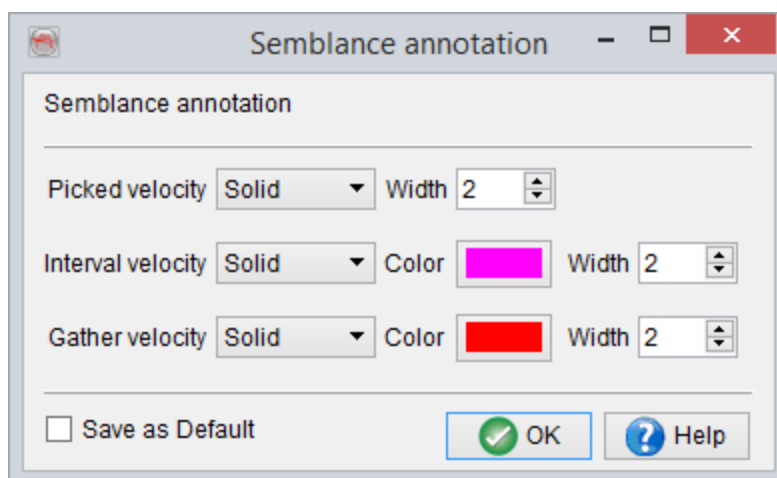 Semblance annotation
Semblance annotation
Picked velocity Solid Width 2
Interval velocity Solid Color Width 2
Gather velocity Solid Color Width 2
Save as Default OK Help